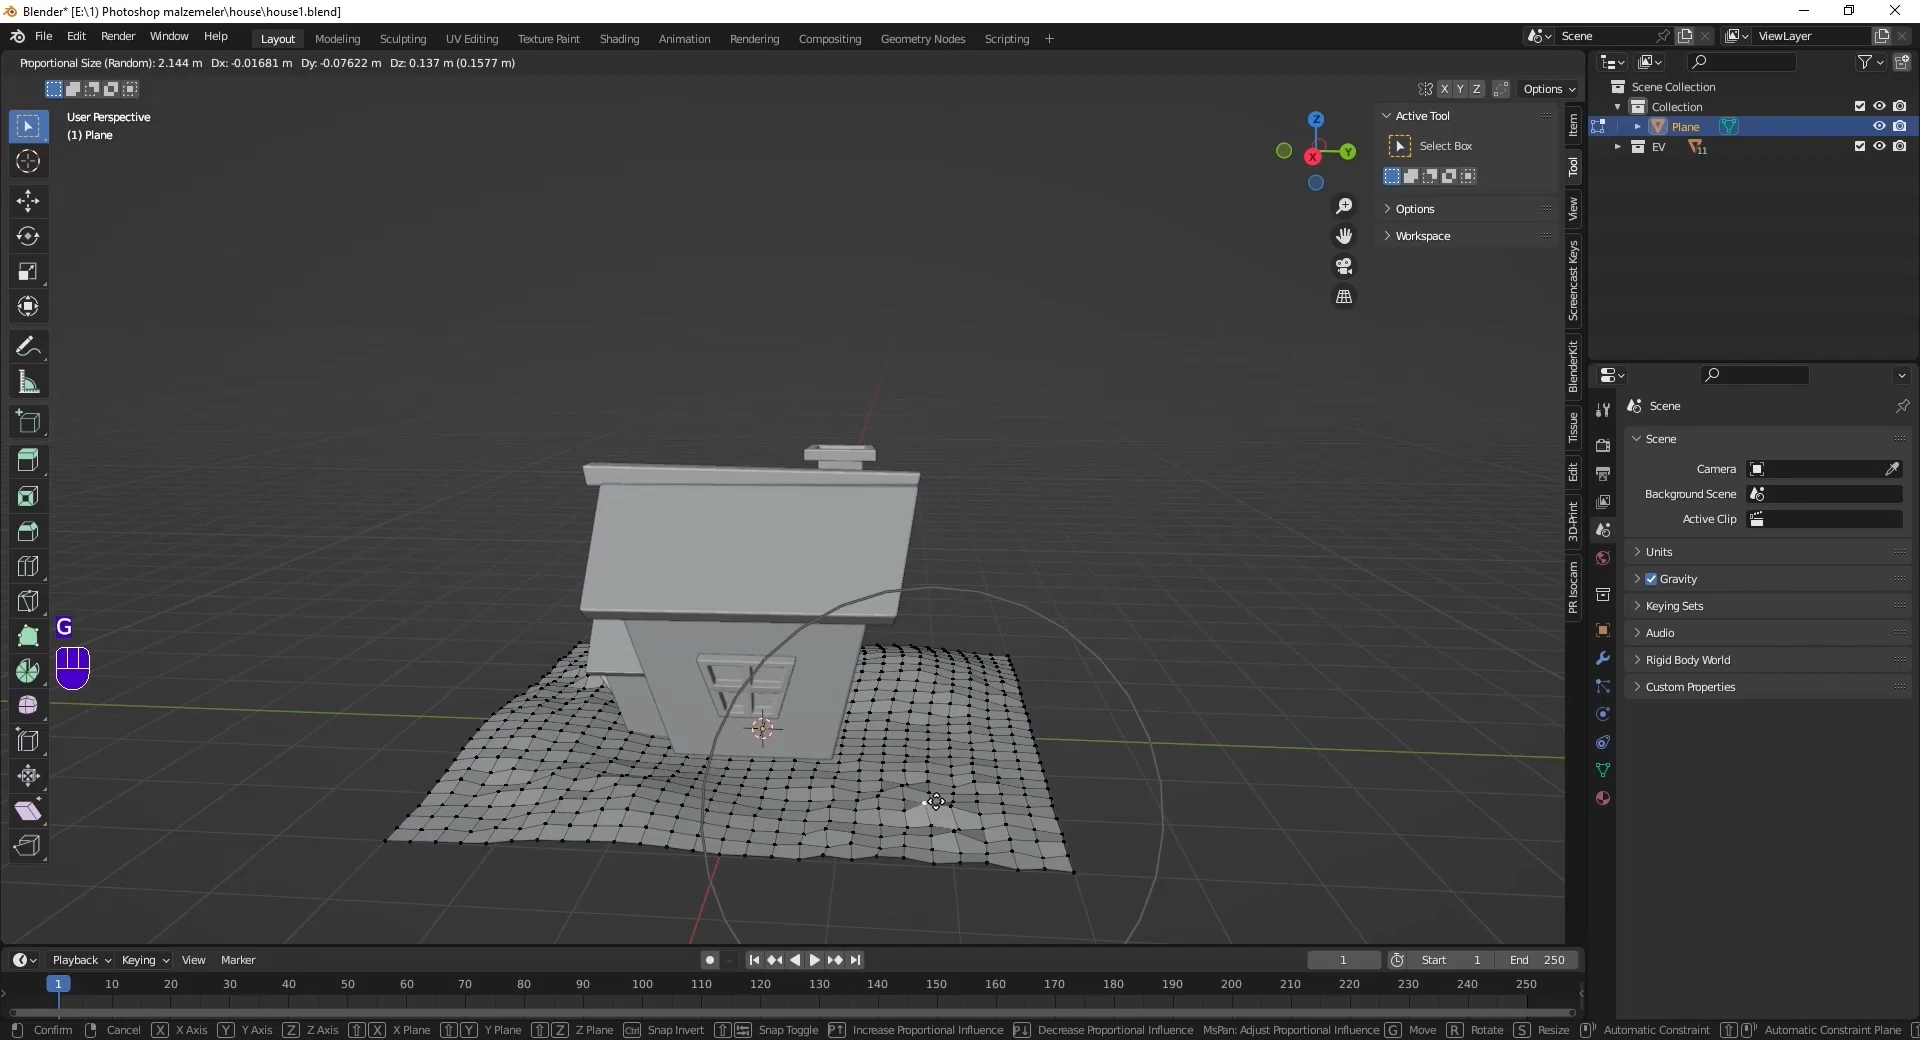 Blender* [E:\1) Photoshop malzemeler\house\house1.blend]
File Edit Render Window Help Layout Modeling Sculpting UV Editing Texture Paint Shading Animation Rendering Compositing Geometry Nodes Scripting + Scene ViewLayer
Proportional Size (Random): 2.144 m Dx: -0.01681 m Dy: -0.07622 m Dz: 0.137 m (0.1577 m)
X Y Z Options
User Perspective
(1) Plane
Z
Y
X
Active Tool
Select Box
Options
Workspace
Item
Tool
View
Screencast Keys
BlenderKit
Tissue
Edit
3D-Print
PR Isocam
Scene Collection
Collection
Plane
EV 11
Scene
Scene
Camera
Background Scene
Active Clip
Units
Gravity
Keying Sets
Audio
Rigid Body World
Custom Properties
G
Playback Keying View Marker 1 Start 1 End 250
1 10 20 30 40 50 60 70 80 90 100 110 120 130 140 150 160 170 180 190 200 210 220 230 240 250
Confirm Cancel X X Axis Y Y Axis Z Z Axis X X Plane Y Y Plane Z Z Plane Ctrl Snap Invert Snap Toggle P↑ Increase Proportional Influence P↓ Decrease Proportional Influence MsPan: Adjust Proportional Influence G Move R Rotate S Resize Automatic Constraint Automatic Constraint Plane